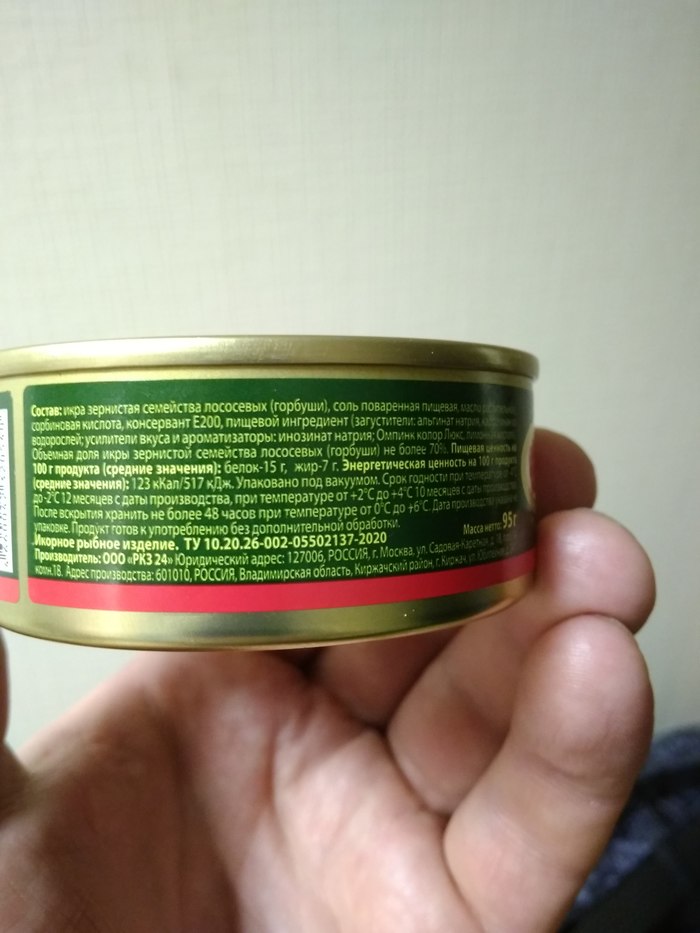 Состав: икра зернистая семейства лососевых (горбуши), соль поваренная пищевая, масло
сорбиновая кислота, консервант Е200, пищевой ингредиент (загустители: альгинат натрия,
водорослей; усилители вкуса и ароматизаторы: инозинат натрия; Омпинк колор Люкс,
Объемная доля икры зернистой семейства лососевых (горбуши) не более 70%. Пищевая ценность на
100 г продукта (средние значения): белок-15 г, жир-7 г. Энергетическая ценность на 100 г продукта
(средние значения): 123 кКал/517 кДж. Упаковано под вакуумом. Срок годности при температуре
до -2°С 12 месяцев с даты производства, при температуре от +2°С до +4°С 10 месяцев с даты
После вскрытия хранить не более 48 часов при температуре от 0°С до +6°С. Дата производства
упаковке. Продукт готов к употреблению без дополнительной обработки.
Икорное рыбное изделие. ТУ 10.20.26-002-05502137-2020
Масса нетто: 95 г
Производитель: ООО «РКЗ 24» Юридический адрес: 127006, РОССИЯ, г. Москва, ул. Садовая-Каретная,
комн.18. Адрес производства: 601010, РОССИЯ, Владимирская область, Киржачский район, г. Киржач,